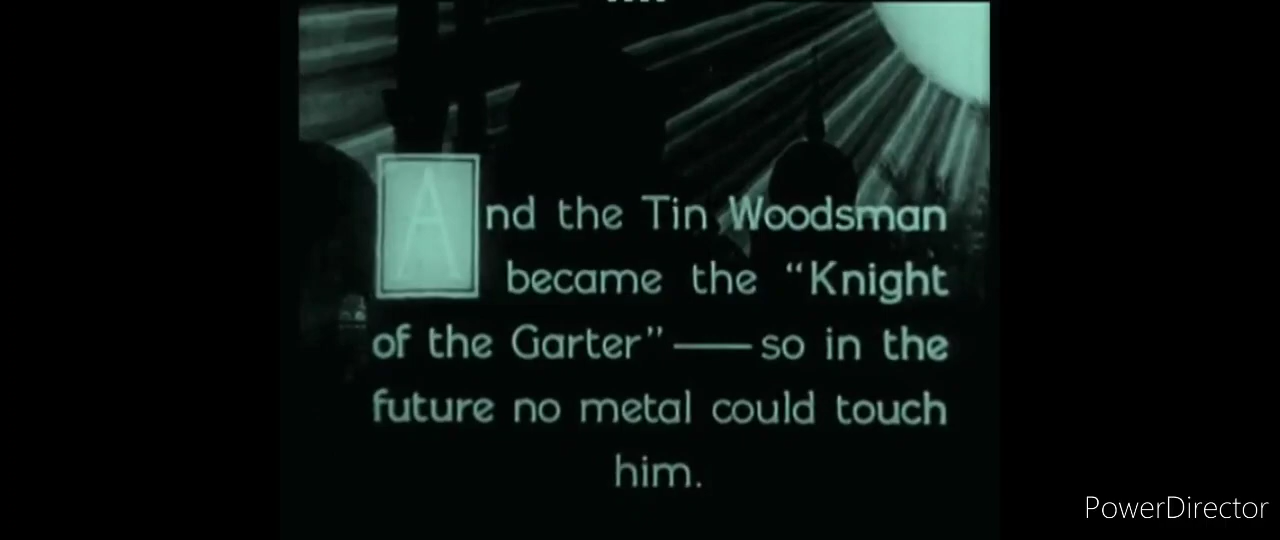 And the Tin Woodsman
became the “Knight
of the Garter”—so in the
future no metal could touch
him.
PowerDirector